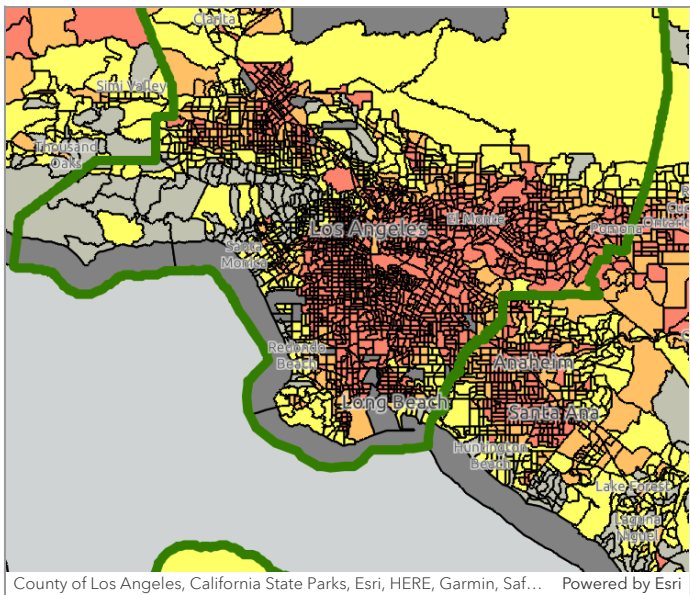 Clarita
Simi Valley
Thousand
Oaks
Los Angeles
El Monte
Pomona
Ontario
Santa
Monica
Redondo
Beach
Anaheim
Long Beach
Santa Ana
Huntington
Beach
Lake Forest
Laguna
Niguel
County of Los Angeles, California State Parks, Esri, HERE, Garmin, Saf... Powered by Esri